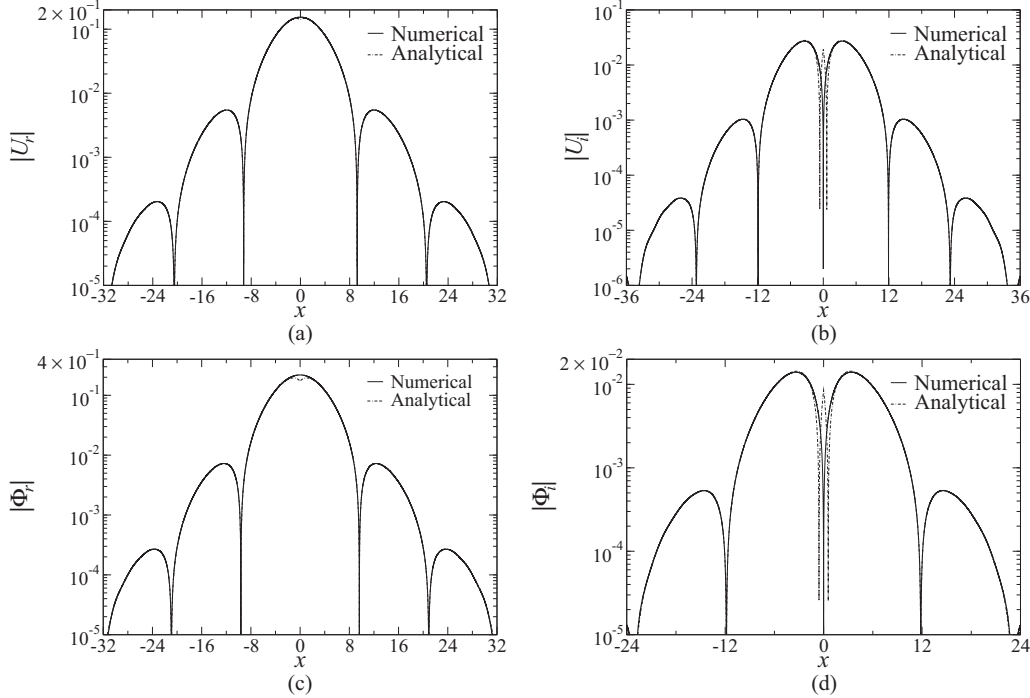 2 × 10⁻¹
10⁻¹
10⁻²
10⁻³
10⁻⁴
10⁻⁵
|Uᵣ|
Numerical
Analytical
-32 -24 -16 -8 0 8 16 24 32
x
(a)
10⁻¹
10⁻²
10⁻³
10⁻⁴
10⁻⁵
10⁻⁶
|Uᵢ|
Numerical
Analytical
-36 -24 -12 0 12 24 36
x
(b)
4 × 10⁻¹
10⁻¹
10⁻²
10⁻³
10⁻⁴
10⁻⁵
|Φᵣ|
Numerical
Analytical
-32 -24 -16 -8 0 8 16 24 32
x
(c)
2 × 10⁻²
10⁻²
10⁻³
10⁻⁴
10⁻⁵
|Φᵢ|
Numerical
Analytical
-24 -12 0 12 24
x
(d)